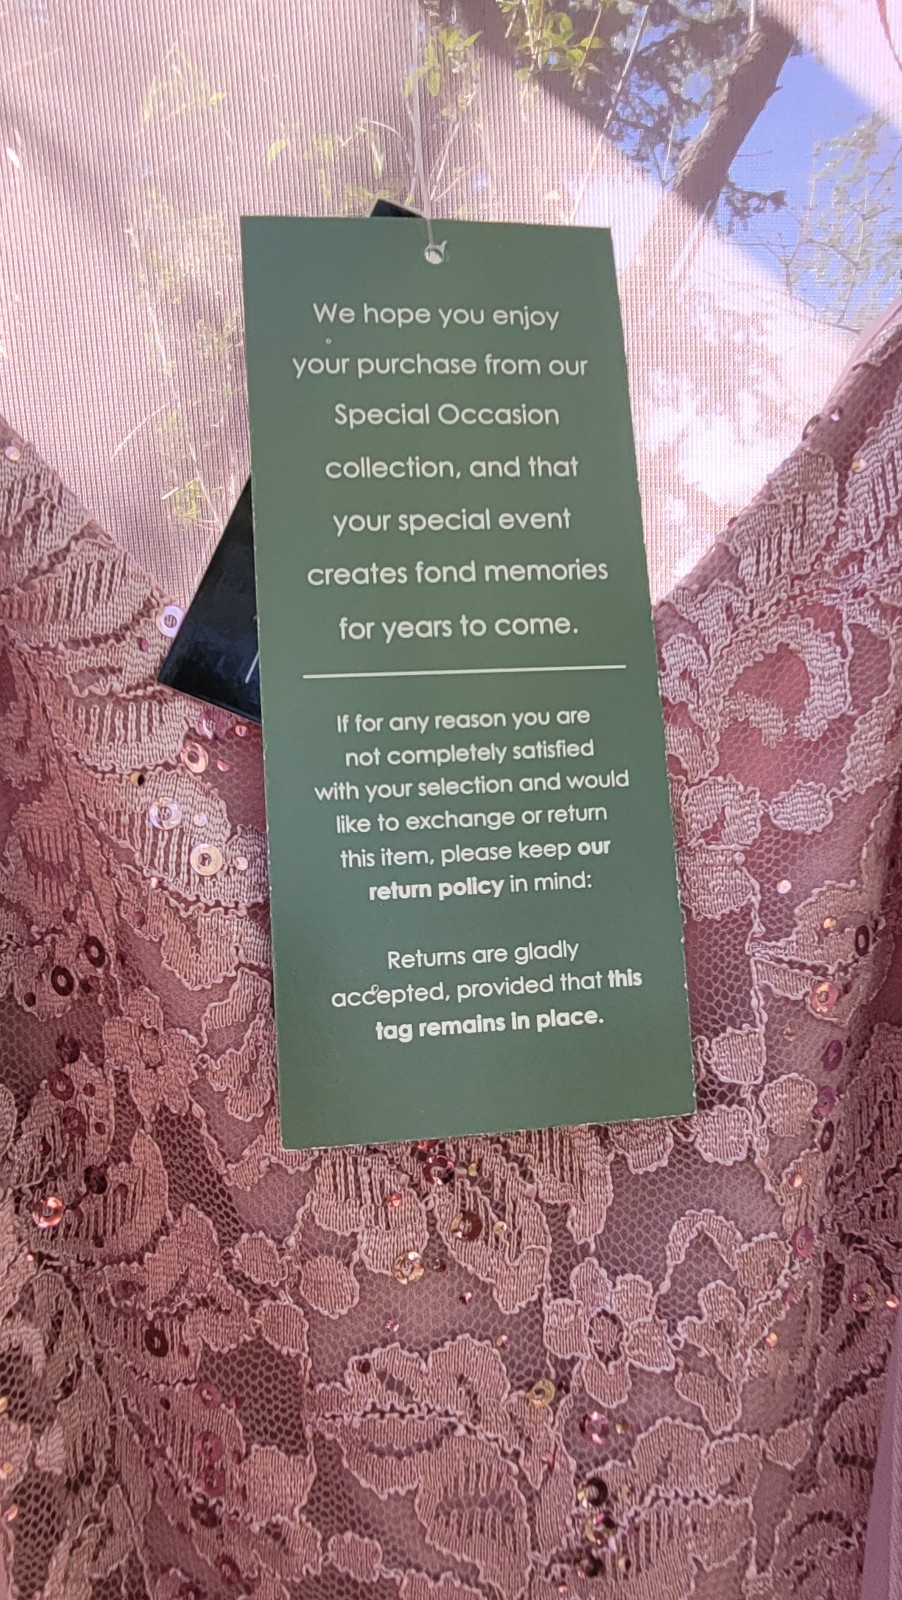 We hope you enjoy
your purchase from our
Special Occasion
collection, and that
your special event
creates fond memories
for years to come.
If for any reason you are
not completely satisfied
with your selection and would
like to exchange or return
this item, please keep our
return policy in mind:
Returns are gladly
accepted, provided that this
tag remains in place.